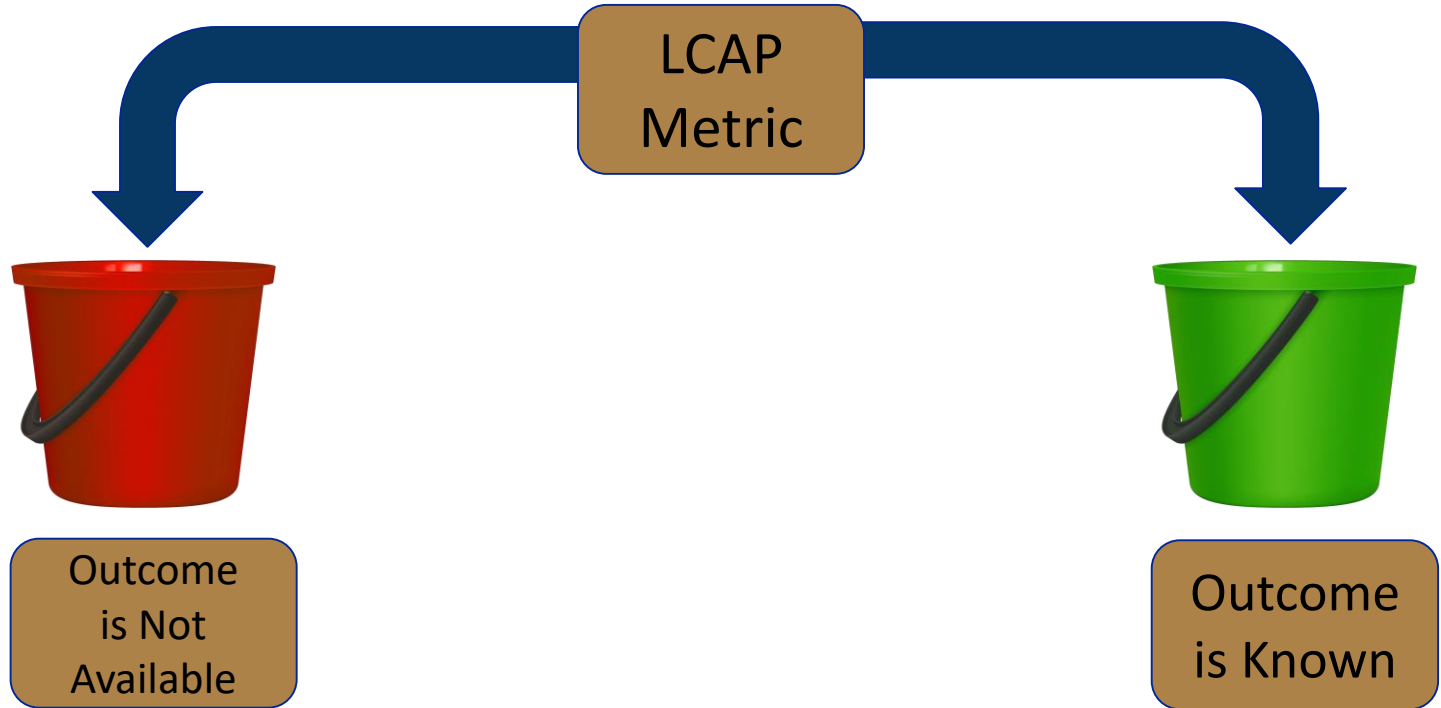 LCAP
Metric
Outcome
is Not
Available
Outcome
is Known